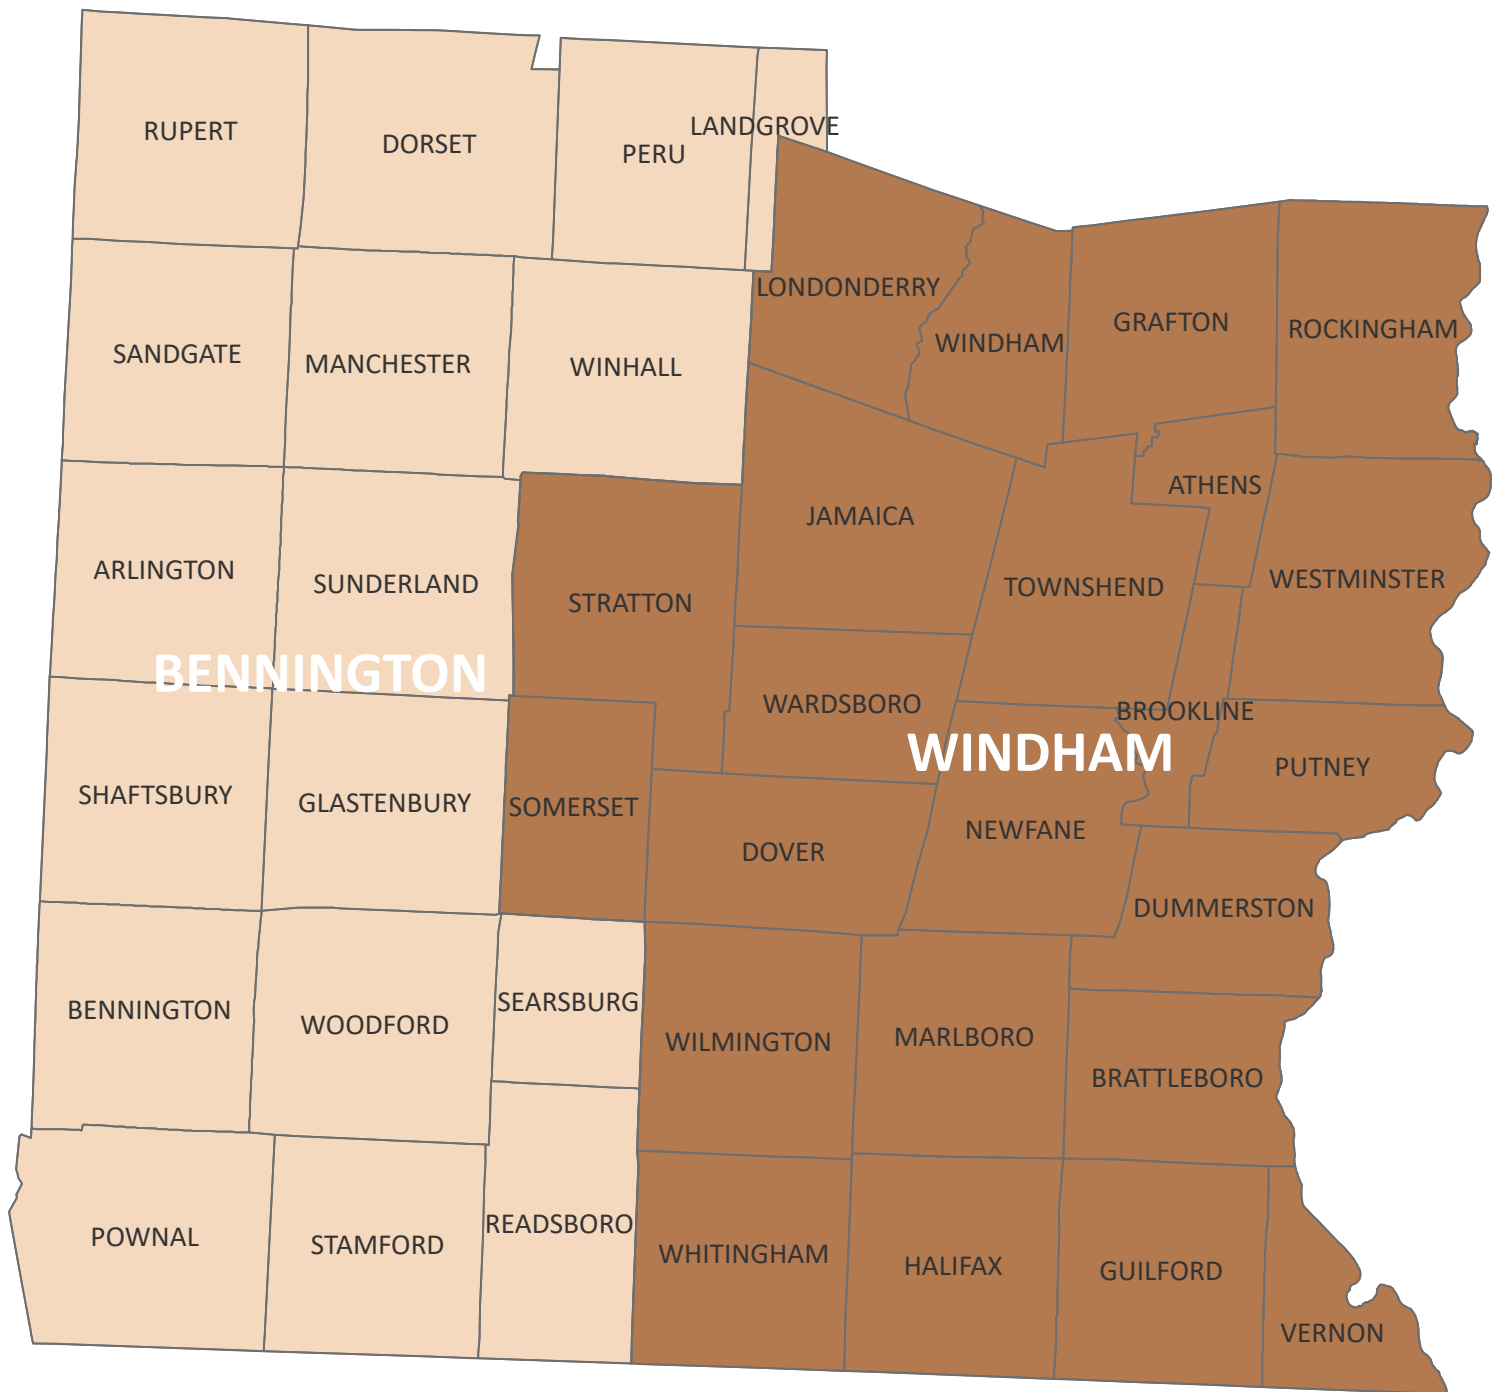 LANDGROVE
RUPERT
DORSET
PERU
LONDONDERRY
GRAFTON
ROCKINGHAM
WINDHAM
SANDGATE
MANCHESTER
WINHALL
ATHENS
JAMAICA
ARLINGTON
SUNDERLAND
STRATTON
TOWNSHEND
WESTMINSTER
BENNINGTON
WARDSBORO
BROOKLINE
WINDHAM
PUTNEY
SHAFTSBURY
GLASTENBURY
SOMERSET
NEWFANE
DOVER
DUMMERSTON
BENNINGTON
WOODFORD
SEARSBURG
WILMINGTON
MARLBORO
BRATTLEBORO
POWNAL
STAMFORD
READSBORO
WHITINGHAM
HALIFAX
GUILFORD
VERNON